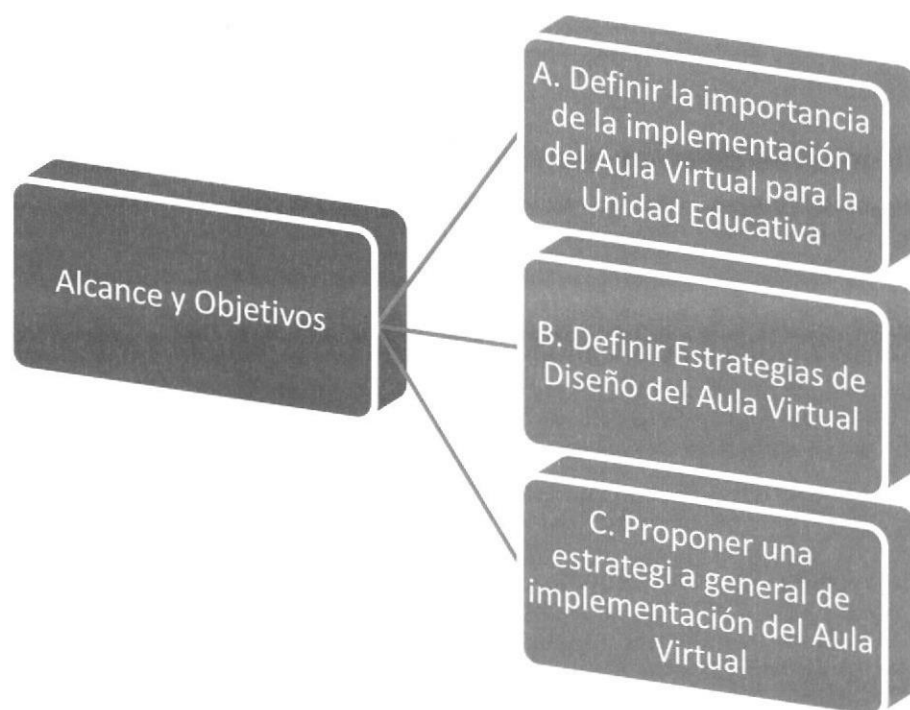 Alcance y Objetivos
A. Definir la importancia
de la implementación
del Aula Virtual para la
Unidad Educativa
B. Definir Estrategias de
Diseño del Aula Virtual
C. Proponer una
estrategi a general de
implementación del Aula
Virtual